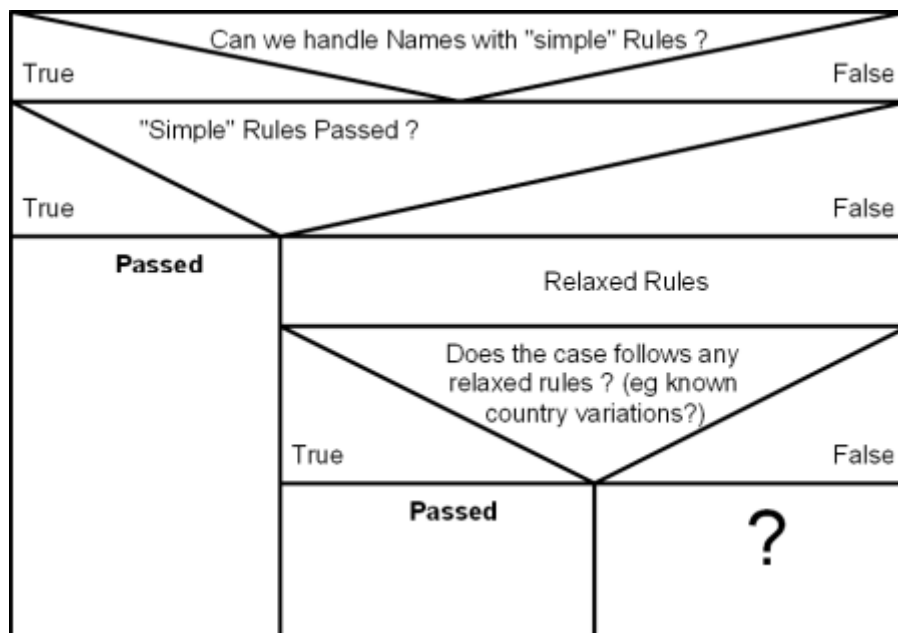 Can we handle Names with "simple" Rules ?
True
False
"Simple" Rules Passed ?
True
False
Passed
Relaxed Rules
Does the case follows any
relaxed rules ? (eg known
country variations?)
True
False
Passed
?